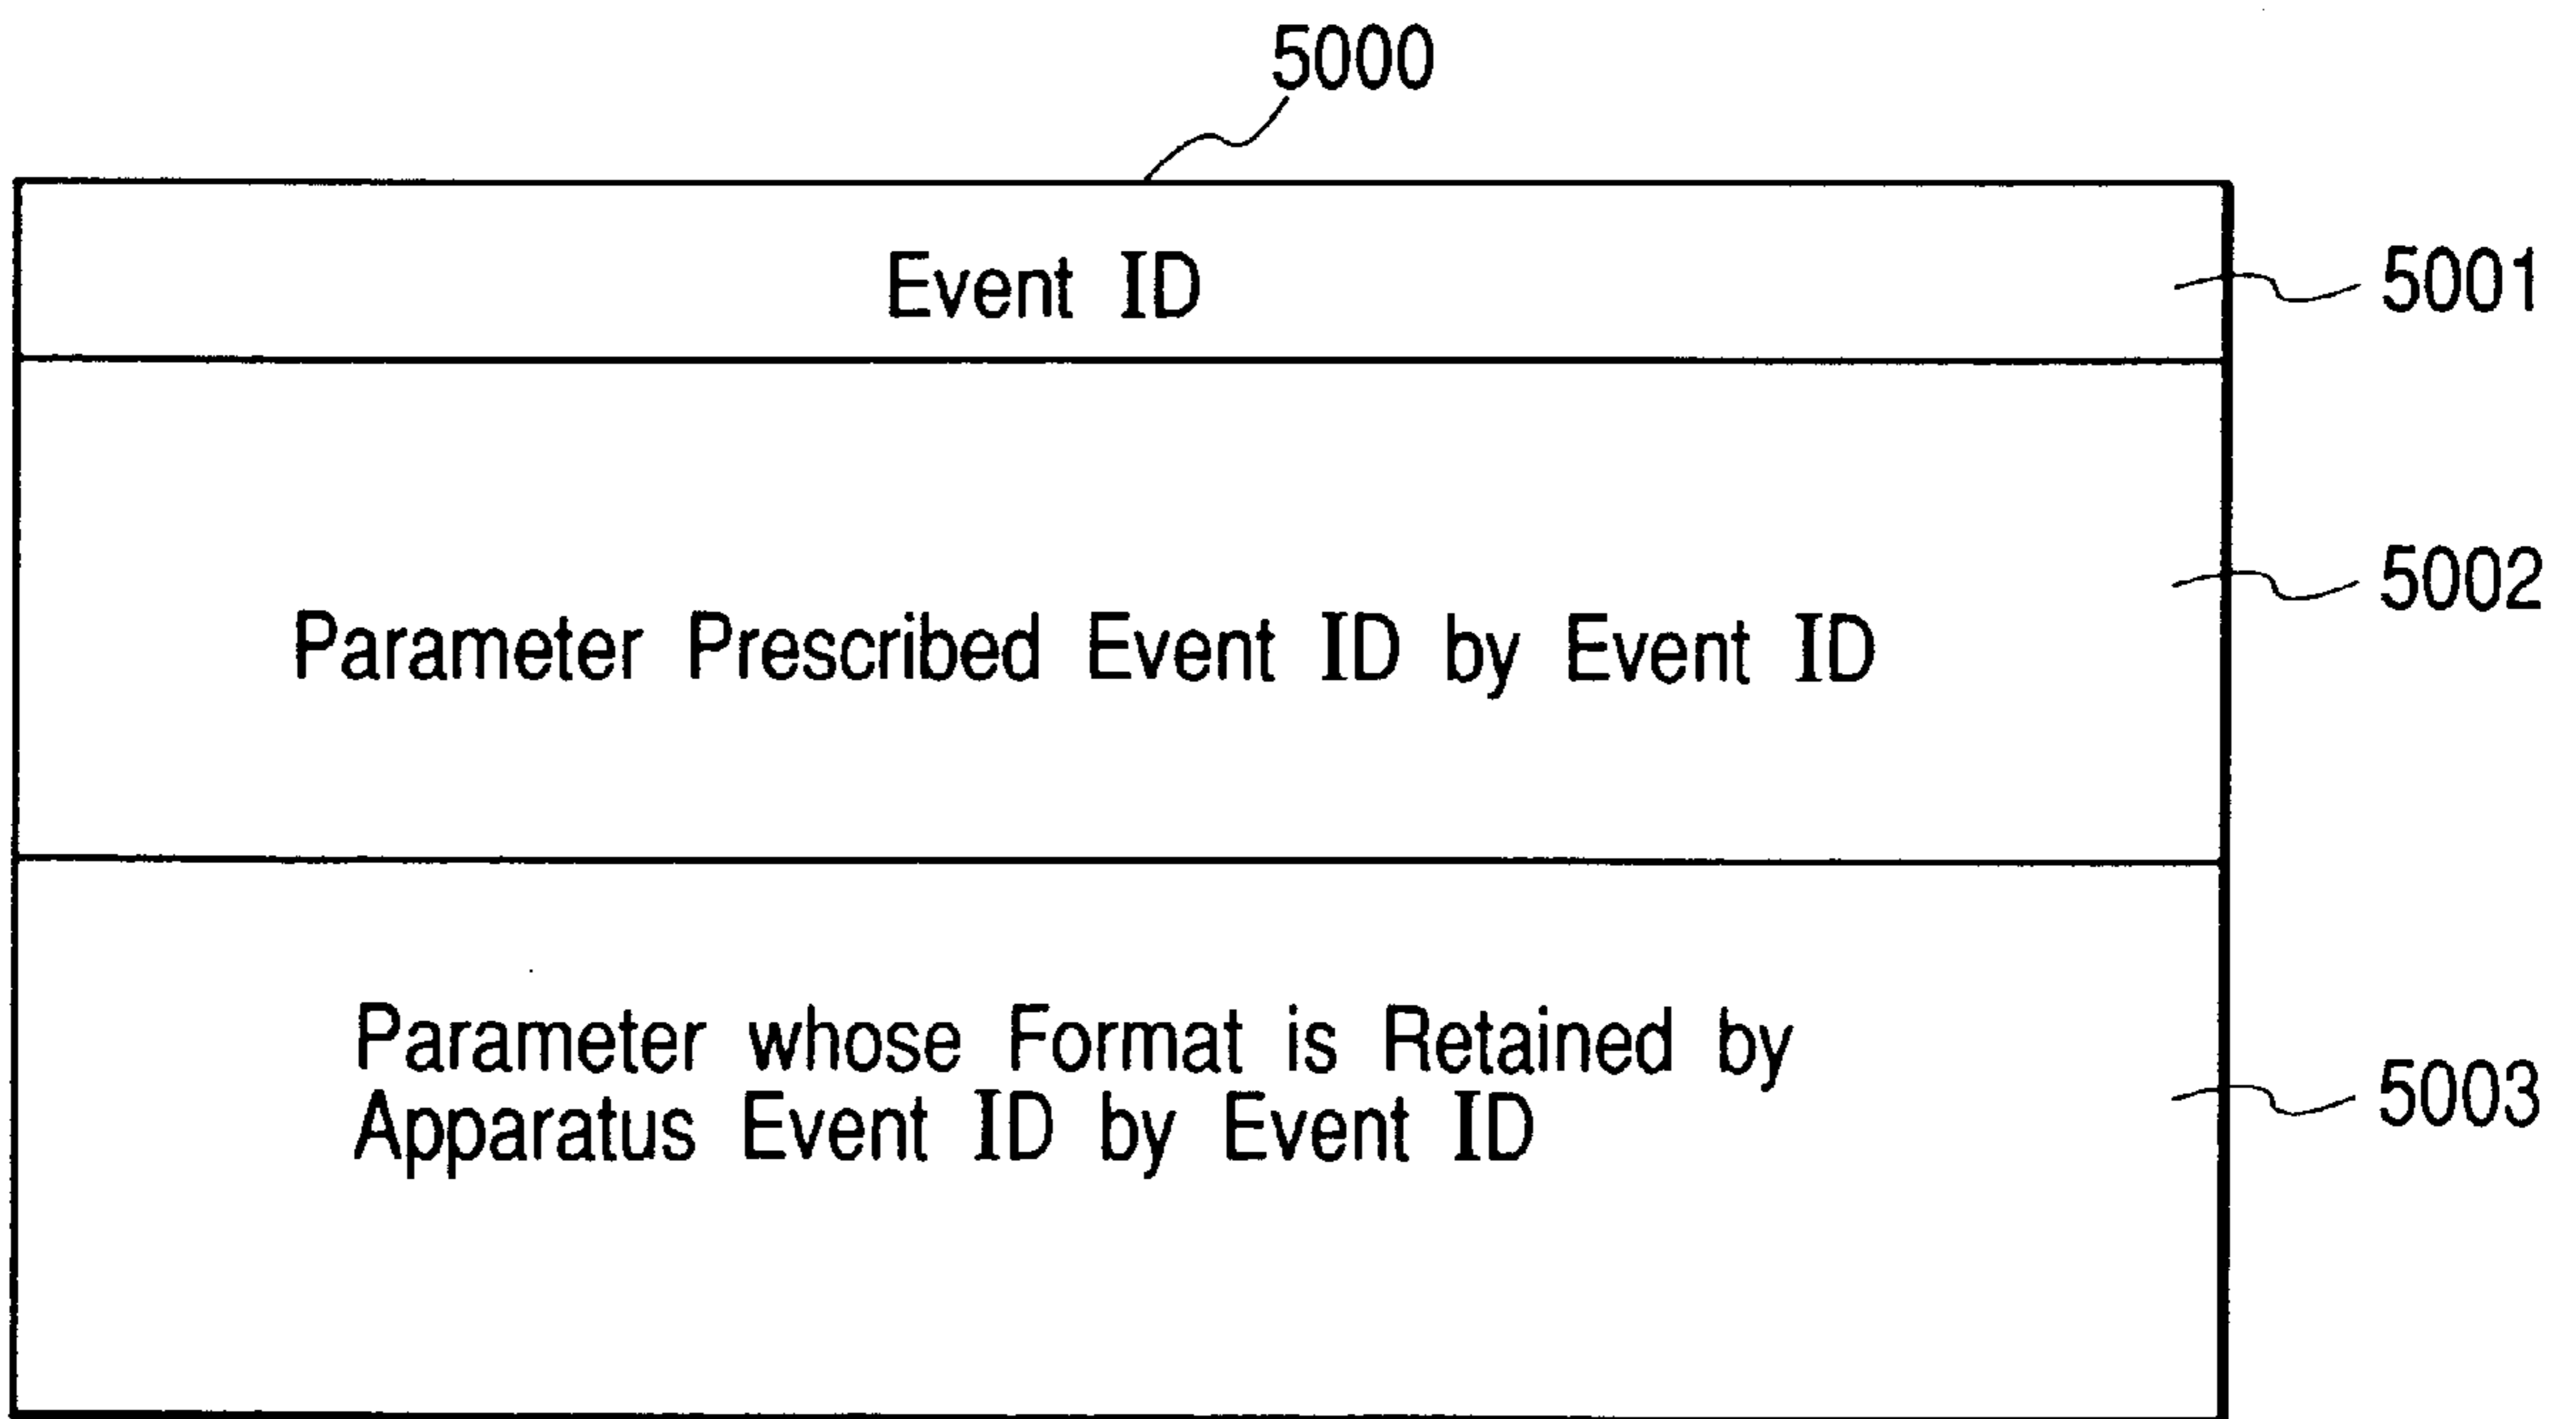 5000
Event ID
5001
5002
Parameter Prescribed Event ID by Event ID
Parameter whose Format is Retained by
Apparatus Event ID by Event ID
5003